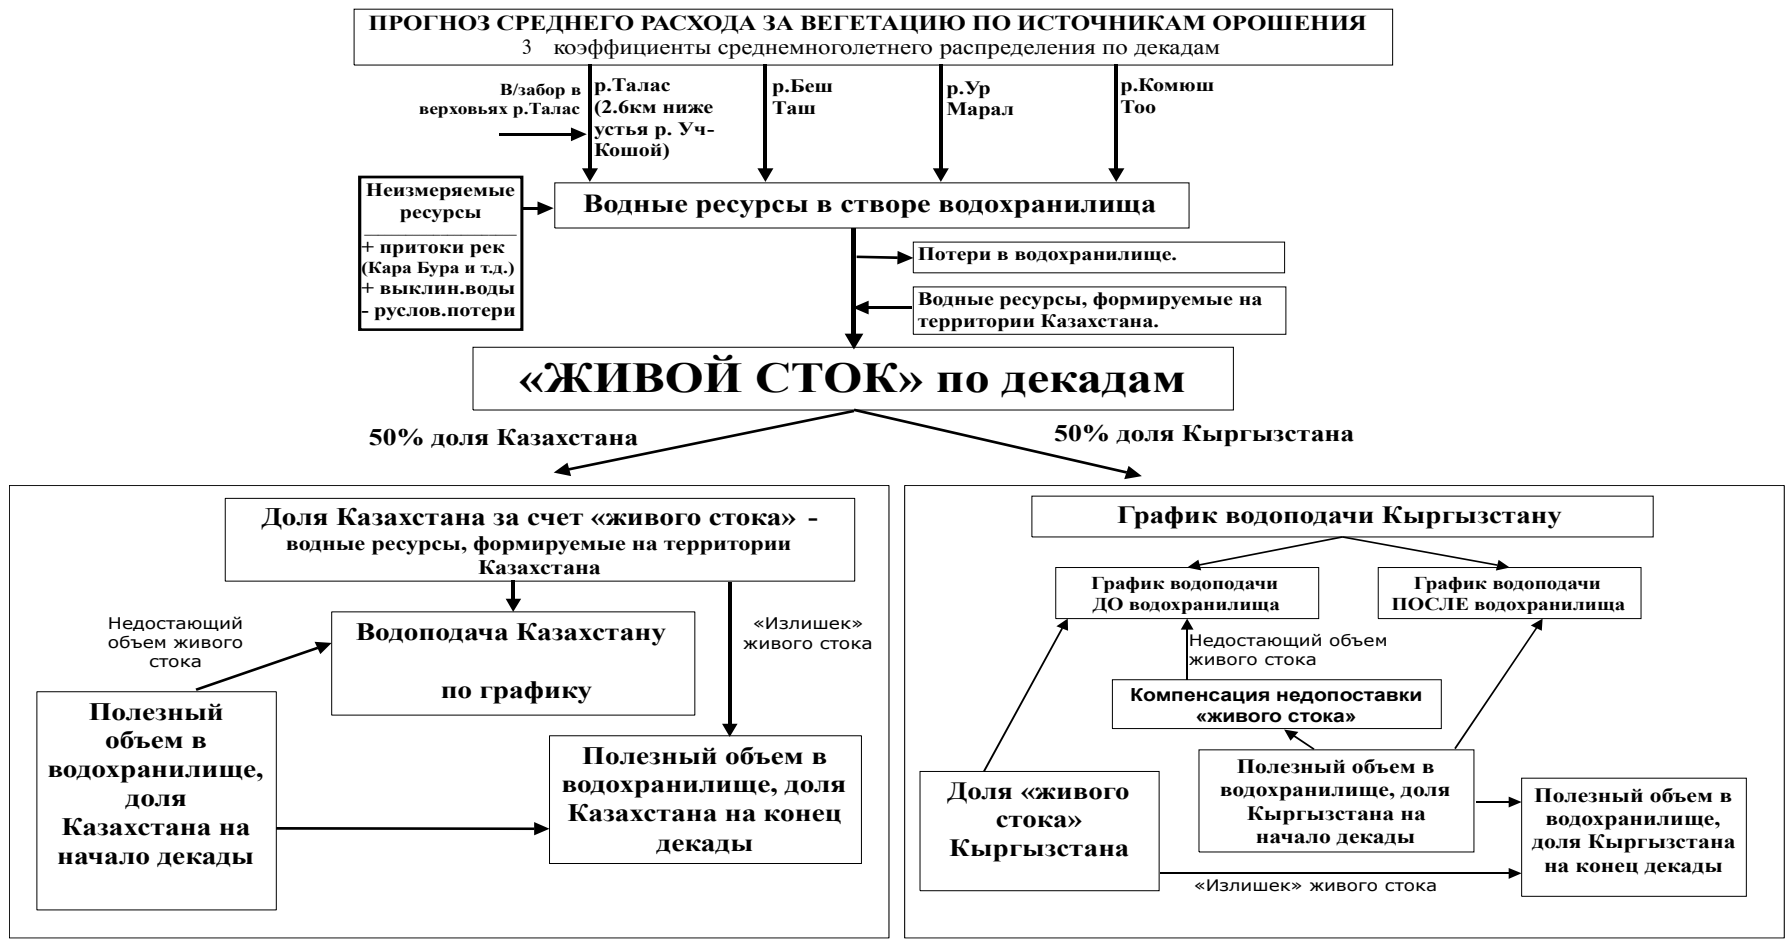 ПРОГНОЗ СРЕДНЕГО РАСХОДА ЗА ВЕГЕТАЦИЮ ПО ИСТОЧНИКАМ ОРОШЕНИЯ
3 коэффициенты среднемноголетнего распределения по декадам
В/забор в
верховьях р.Талас
р.Талас
(2.6км ниже
устья р. Уч-
Кошой)
р.Беш
Таш
р.Ур
Марал
р.Комюш
Тоо
Неизмеряемые
ресурсы
+ притоки рек
(Кара Бура и т.д.)
+ выклин.воды
- руслов.потери
Водные ресурсы в створе водохранилища
Потери в водохранилище.
Водные ресурсы, формируемые на
территории Казахстана.
«ЖИВОЙ СТОК» по декадам
50% доля Казахстана
50% доля Кыргызстана
Доля Казахстана за счет «живого стока» -
водные ресурсы, формируемые на территории
Казахстана
Недостающий
объем живого
стока
Водоподача Казахстану
по графику
«Излишек»
живого стока
Полезный
объем в
водохранилище,
доля
Казахстана на
начало декады
Полезный объем в
водохранилище, доля
Казахстана на конец
декады
График водоподачи Кыргызстану
График водоподачи
ДО водохранилища
График водоподачи
ПОСЛЕ водохранилища
Недостающий объем
живого стока
Компенсация недопоставки
«живого стока»
Доля «живого
стока»
Кыргызстана
Полезный объем в
водохранилище, доля
Кыргызстана на
начало декады
Полезный объем в
водохранилище,
доля Кыргызстана
на конец декады
«Излишек» живого стока